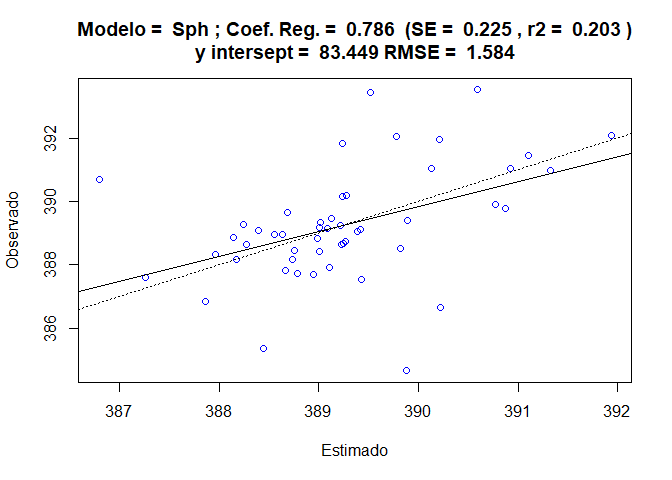 Modelo = Sph ; Coef. Reg. = 0.786 (SE = 0.225 , r2 = 0.203 )
y intersept = 83.449 RMSE = 1.584
Observado
392
390
388
386
387 388 389 390 391 392
Estimado